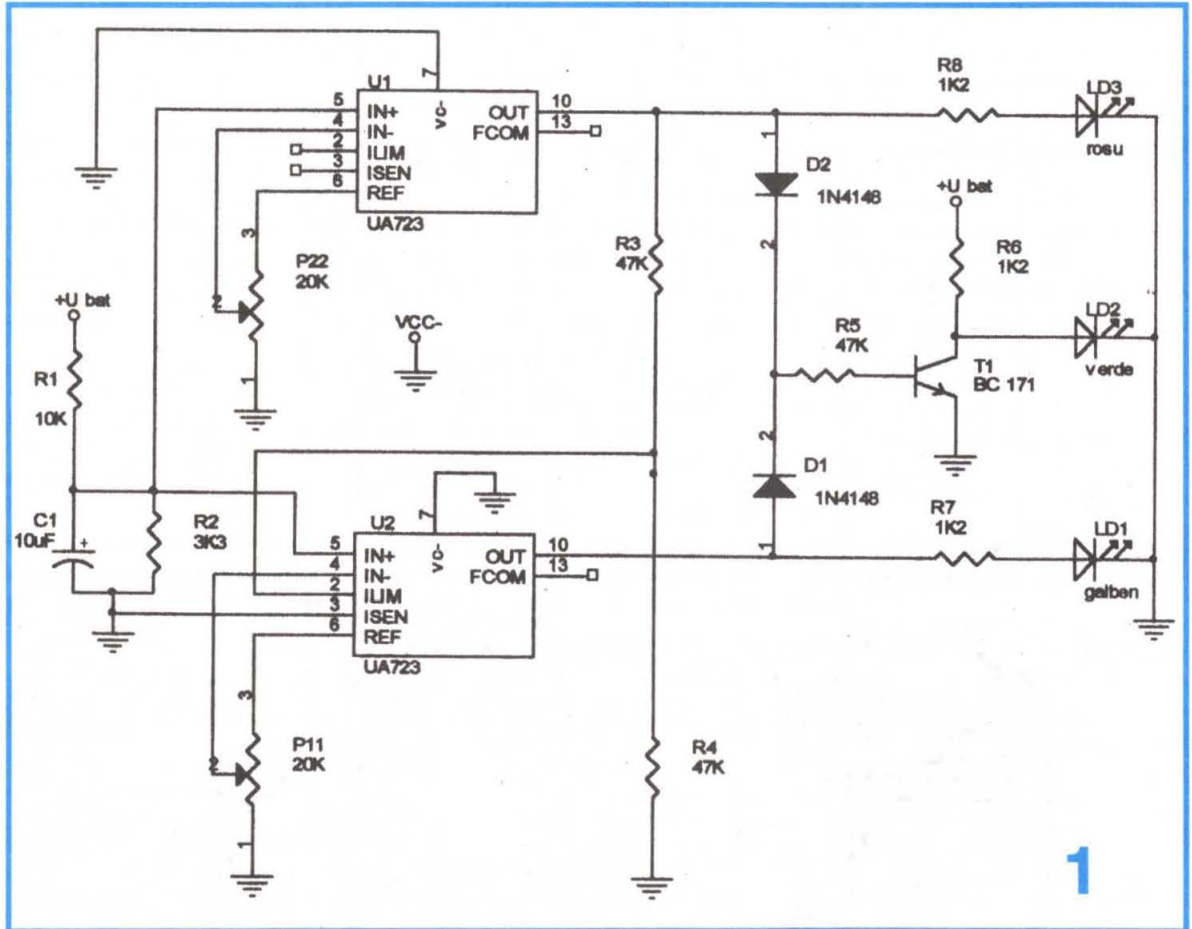 U1
7
vc-
5 IN+
4 IN-
2 ILIM
3 ISEN
6 REF
OUT 10
FCOM 13
UA723
R8
1K2
LD3
rosu
1
D2
1N4148
2
+U bat
R6
1K2
3
P22
20K
2
1
R3
47K
+U bat
R1
10K
VCC-
R5
47K
T1
BC 171
LD2
verde
2
D1
1N4148
1
C1
10uF
+
R2
3K3
U2
7
vc-
5 IN+
4 IN-
2 ILIM
3 ISEN
6 REF
OUT 10
FCOM 13
UA723
R7
1K2
LD1
galben
3
P11
20K
2
1
R4
47K
1